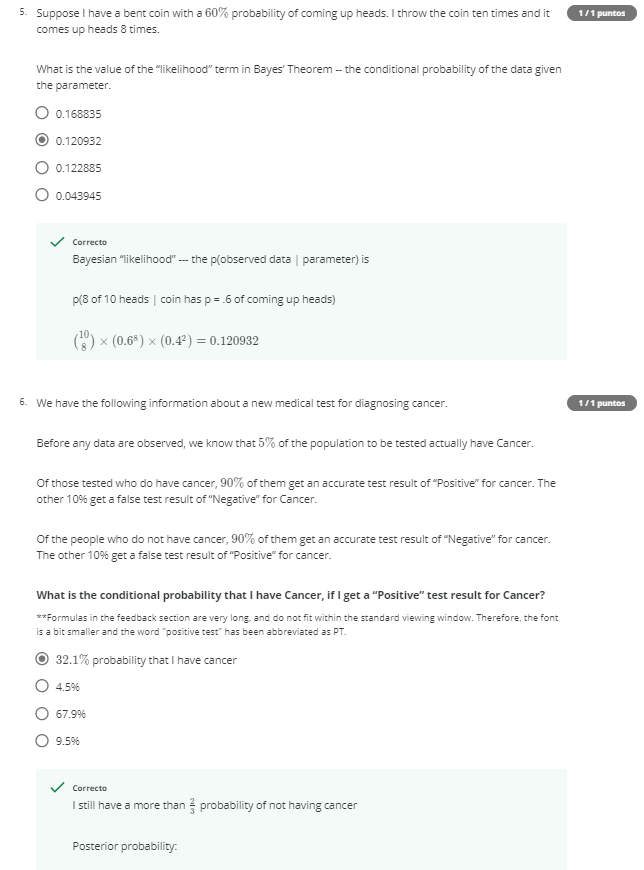 5. Suppose I have a bent coin with a 60% probability of coming up heads. I throw the coin ten times and it
1 / 1 puntos
comes up heads 8 times.
What is the value of the "likelihood" term in Bayes' Theorem -- the conditional probability of the data given
the parameter.
0.168835
0.120932
0.122885
0.043945
Correcto
Bayesian "likelihood" --- the p(observed data | parameter) is
p(8 of 10 heads | coin has p = .6 of coming up heads)
(10 8) × (0.6⁸) × (0.4²) = 0.120932
6. We have the following information about a new medical test for diagnosing cancer.
1 / 1 puntos
Before any data are observed, we know that 5% of the population to be tested actually have Cancer.
Of those tested who do have cancer, 90% of them get an accurate test result of "Positive" for cancer. The
other 10% get a false test result of "Negative" for Cancer.
Of the people who do not have cancer, 90% of them get an accurate test result of "Negative" for cancer.
The other 10% get a false test result of "Positive" for cancer.
What is the conditional probability that I have Cancer, if I get a "Positive" test result for Cancer?
**Formulas in the feedback section are very long, and do not fit within the standard viewing window. Therefore, the font
is a bit smaller and the word "positive test" has been abbreviated as PT.
32.1% probability that I have cancer
4.5%
67.9%
9.5%
Correcto
I still have a more than 2/3 probability of not having cancer
Posterior probability: